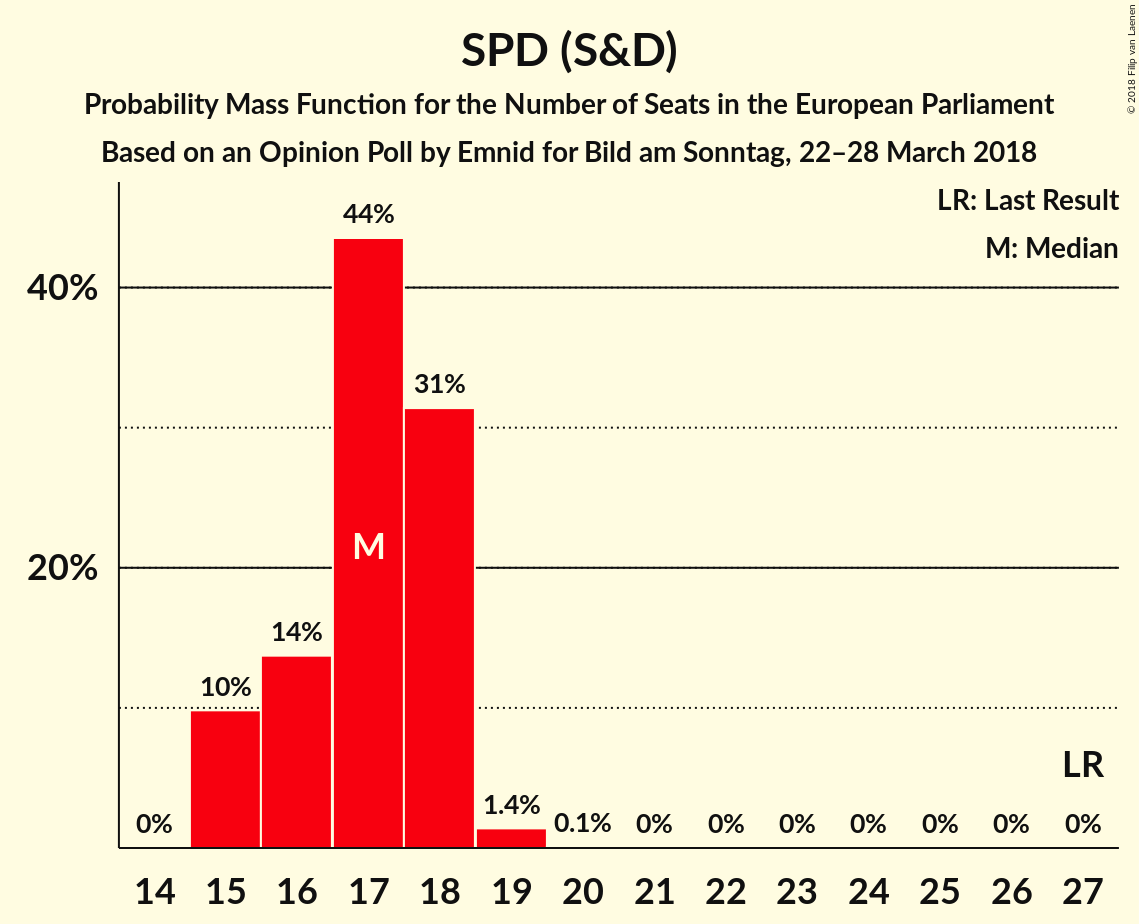 SPD (S&D)
Probability Mass Function for the Number of Seats in the European Parliament
Based on an Opinion Poll by Emnid for Bild am Sonntag, 22–28 March 2018
© 2018 Filip van Laenen
LR: Last Result
M: Median
40%
20%
0%
10%
14%
44%
31%
1.4%
0.1%
0%
0%
0%
0%
0%
0%
0%
M
LR
14 15 16 17 18 19 20 21 22 23 24 25 26 27